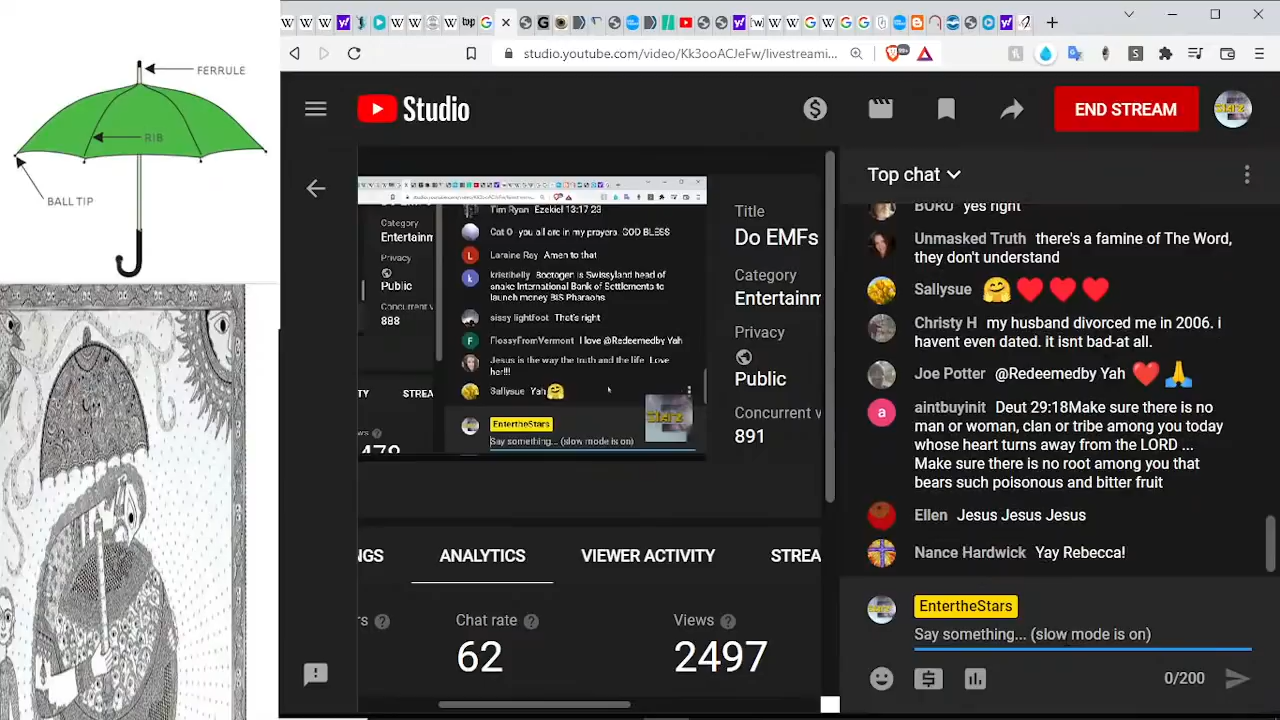 FERRULE
RIB
BALL TIP
studio.youtube.com/video/Kk3ooACJeFw/livestreami...
99+
Studio
END STREAM
Top chat
BORU yes right
Unmasked Truth there's a famine of The Word,
they don't understand
Sallysue 🤗♥️♥️♥️
Christy H my husband divorced me in 2006. i
havent even dated. it isnt bad-at all.
Joe Potter @Redeemedby Yah ❤️🙏
a
aintbuyinit Deut 29:18Make sure there is no
man or woman, clan or tribe among you today
whose heart turns away from the LORD ...
Make sure there is no root among you that
bears such poisonous and bitter fruit
Ellen Jesus Jesus Jesus
Nance Hardwick Yay Rebecca!
EntertheStars
Say something... (slow mode is on)
0/200
Title
Do EMFs
Category
Entertainm
Privacy
Public
Concurrent v
891
Category
Entertainm
Privacy
Public
Concurrent v
888
Tim Ryan Ezekiel 13:17 23
Cat O you all are in my prayers. GOD BLESS
L
Laraine Ray Amen to that
k
kristihelly Boctogen is Swissyland head of
snake International Bank of Settlements to
launch money BIS Pharaohs
sissy lightfoot That's right
F
FlossyFromVermont I love @Redeemedby Yah
Jesus is the way the truth and the life Love
her!!!
Sallysue Yah 🤗
EntertheStars
Say something... (slow mode is on)
TY
STREA
NGS
ANALYTICS
VIEWER ACTIVITY
STREA
Chat rate
62
Views
2497